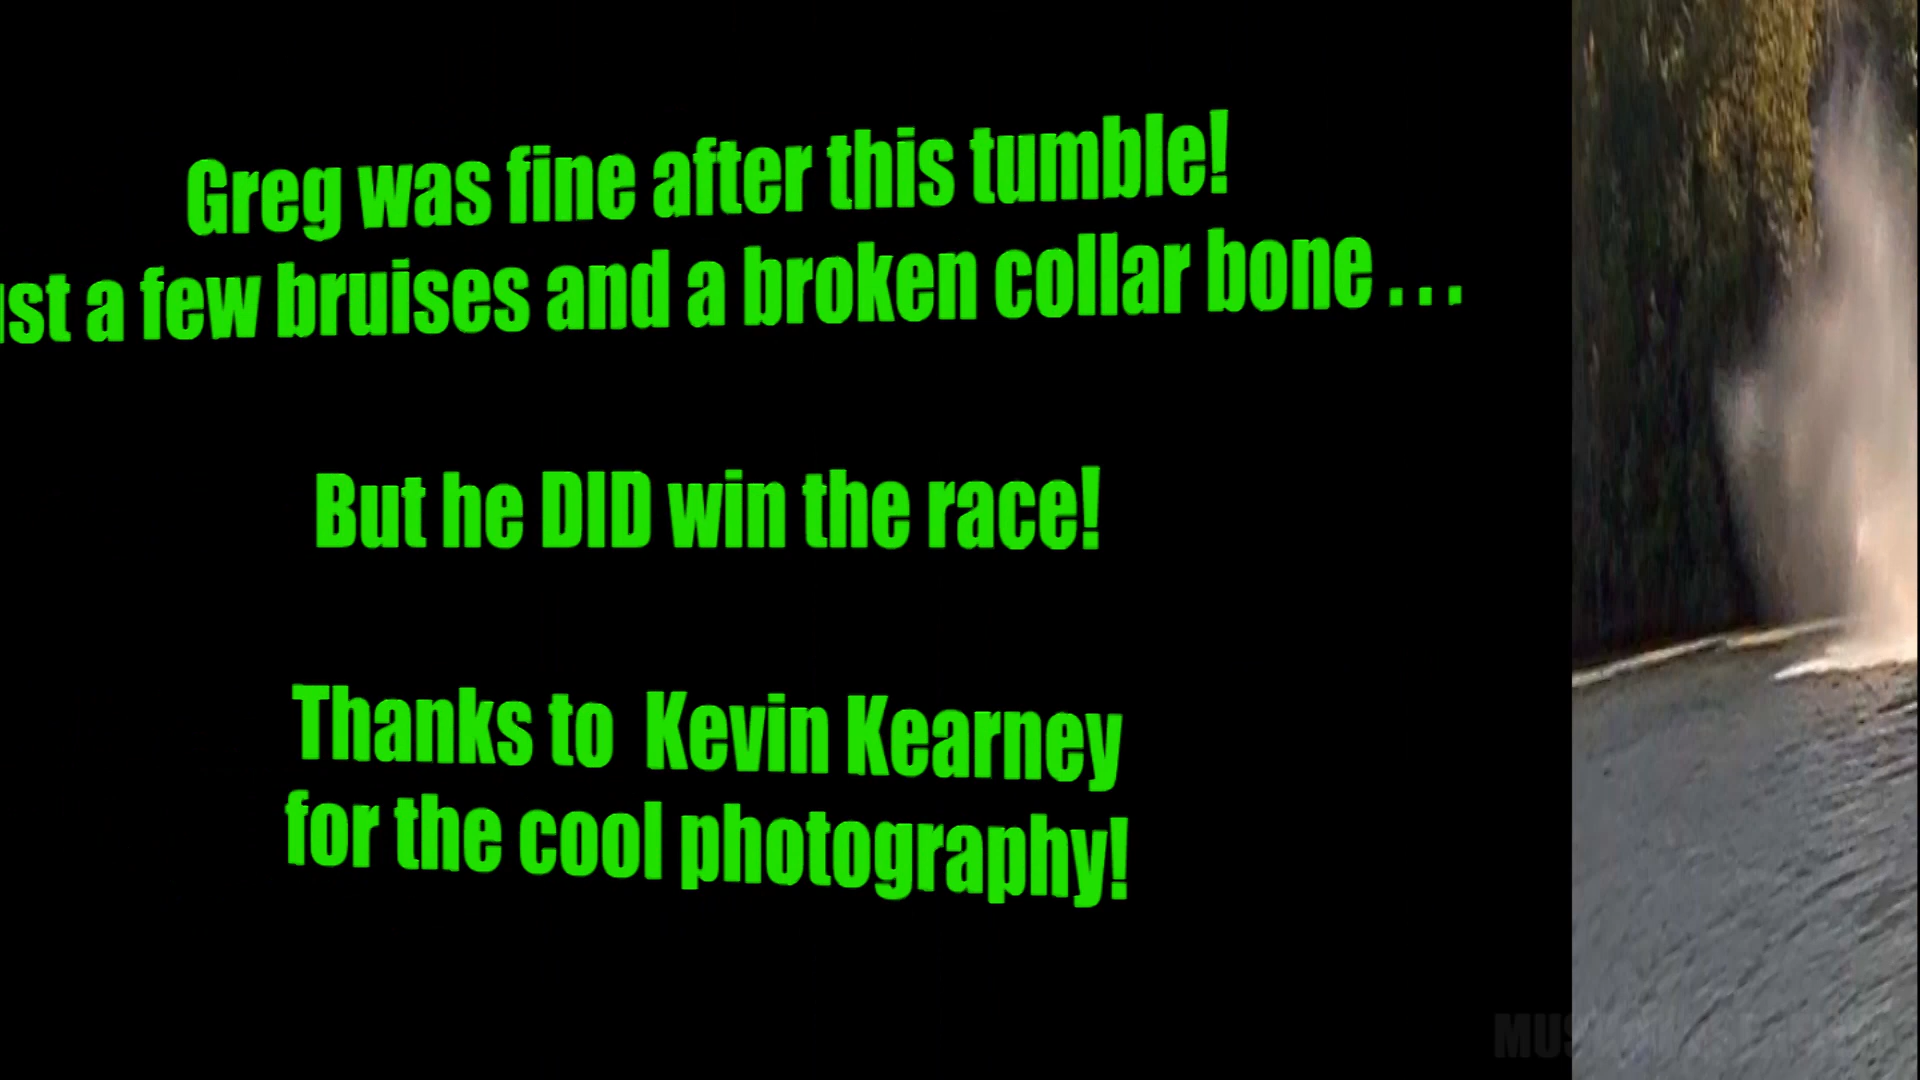 Greg was fine after this tumble!
ust a few bruises and a broken collar bone . . .
But he DID win the race!
Thanks to Kevin Kearney
for the cool photography!